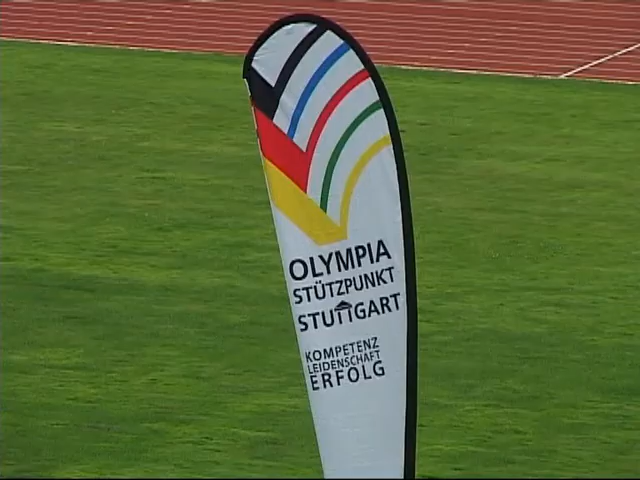 OLYMPIA
STÜTZPUNKT
STUTTGART
KOMPETENZ
LEIDENSCHAFT
ERFOLG